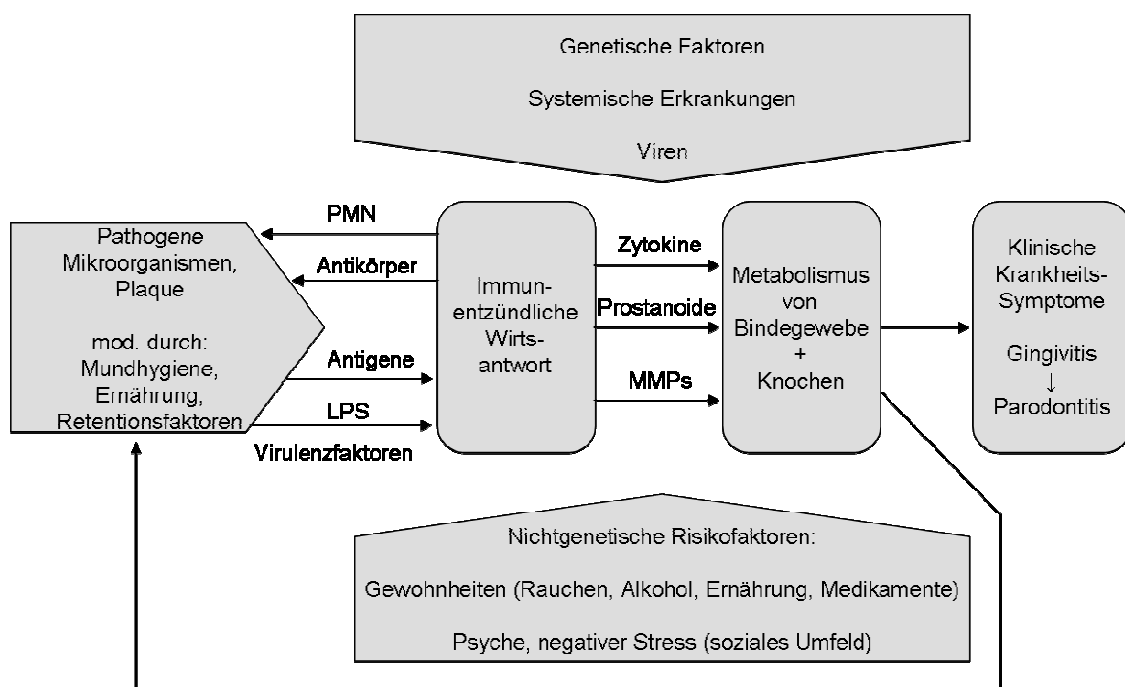 Genetische Faktoren
Systemische Erkrankungen
Viren
Pathogene
Mikroorganismen,
Plaque
mod. durch:
Mundhygiene,
Ernährung,
Retentionsfaktoren
PMN
Antikörper
Antigene
LPS
Virulenzfaktoren
Immun-
entzündliche
Wirts-
antwort
Zytokine
Prostanoide
MMPs
Metabolismus
von
Bindegewebe
+
Knochen
Klinische
Krankheits-
Symptome
Gingivitis
↓
Parodontitis
Nichtgenetische Risikofaktoren:
Gewohnheiten (Rauchen, Alkohol, Ernährung, Medikamente)
Psyche, negativer Stress (soziales Umfeld)